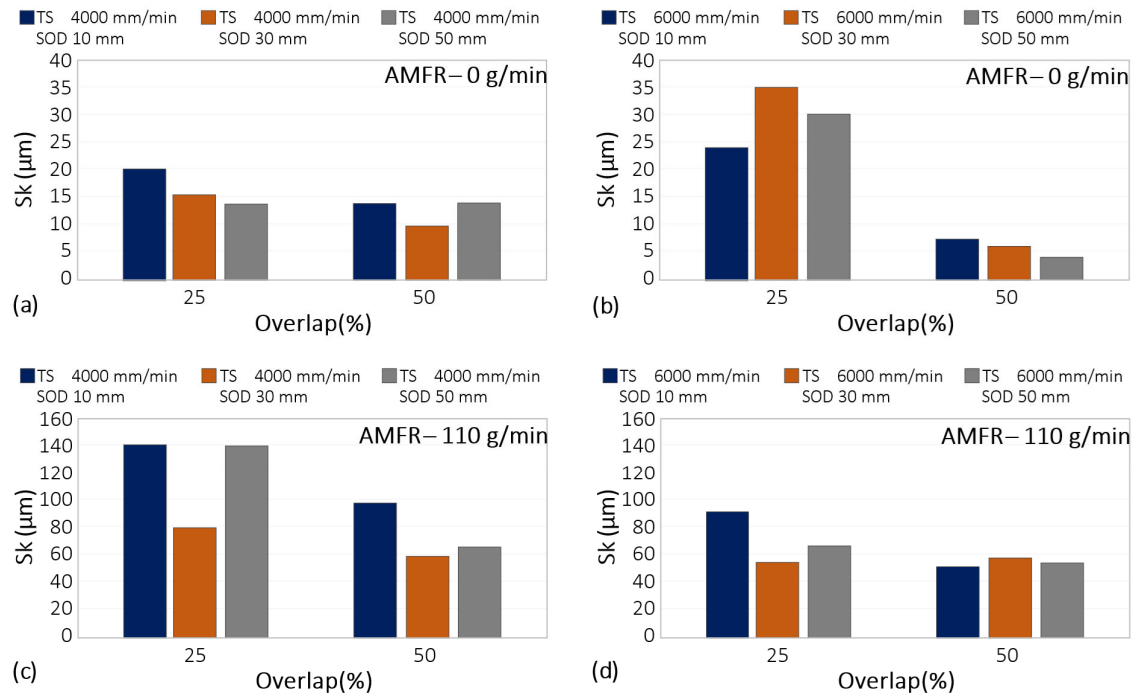 TS 4000 mm/min TS 4000 mm/min TS 4000 mm/min
SOD 10 mm SOD 30 mm SOD 50 mm
AMFR– 0 g/min
40
35
30
25
20
15
10
5
0
Sk (µm)
25 50
(a)
Overlap(%)
TS 6000 mm/min TS 6000 mm/min TS 6000 mm/min
SOD 10 mm SOD 30 mm SOD 50 mm
AMFR– 0 g/min
40
35
30
25
20
15
10
5
0
Sk (µm)
25 50
(b)
Overlap(%)
TS 4000 mm/min TS 4000 mm/min TS 4000 mm/min
SOD 10 mm SOD 30 mm SOD 50 mm
AMFR– 110 g/min
160
140
120
100
80
60
40
20
0
Sk (µm)
25 50
(c)
Overlap(%)
TS 6000 mm/min TS 6000 mm/min TS 6000 mm/min
SOD 10 mm SOD 30 mm SOD 50 mm
AMFR– 110 g/min
160
140
120
100
80
60
40
20
0
Sk (µm)
25 50
(d)
Overlap(%)